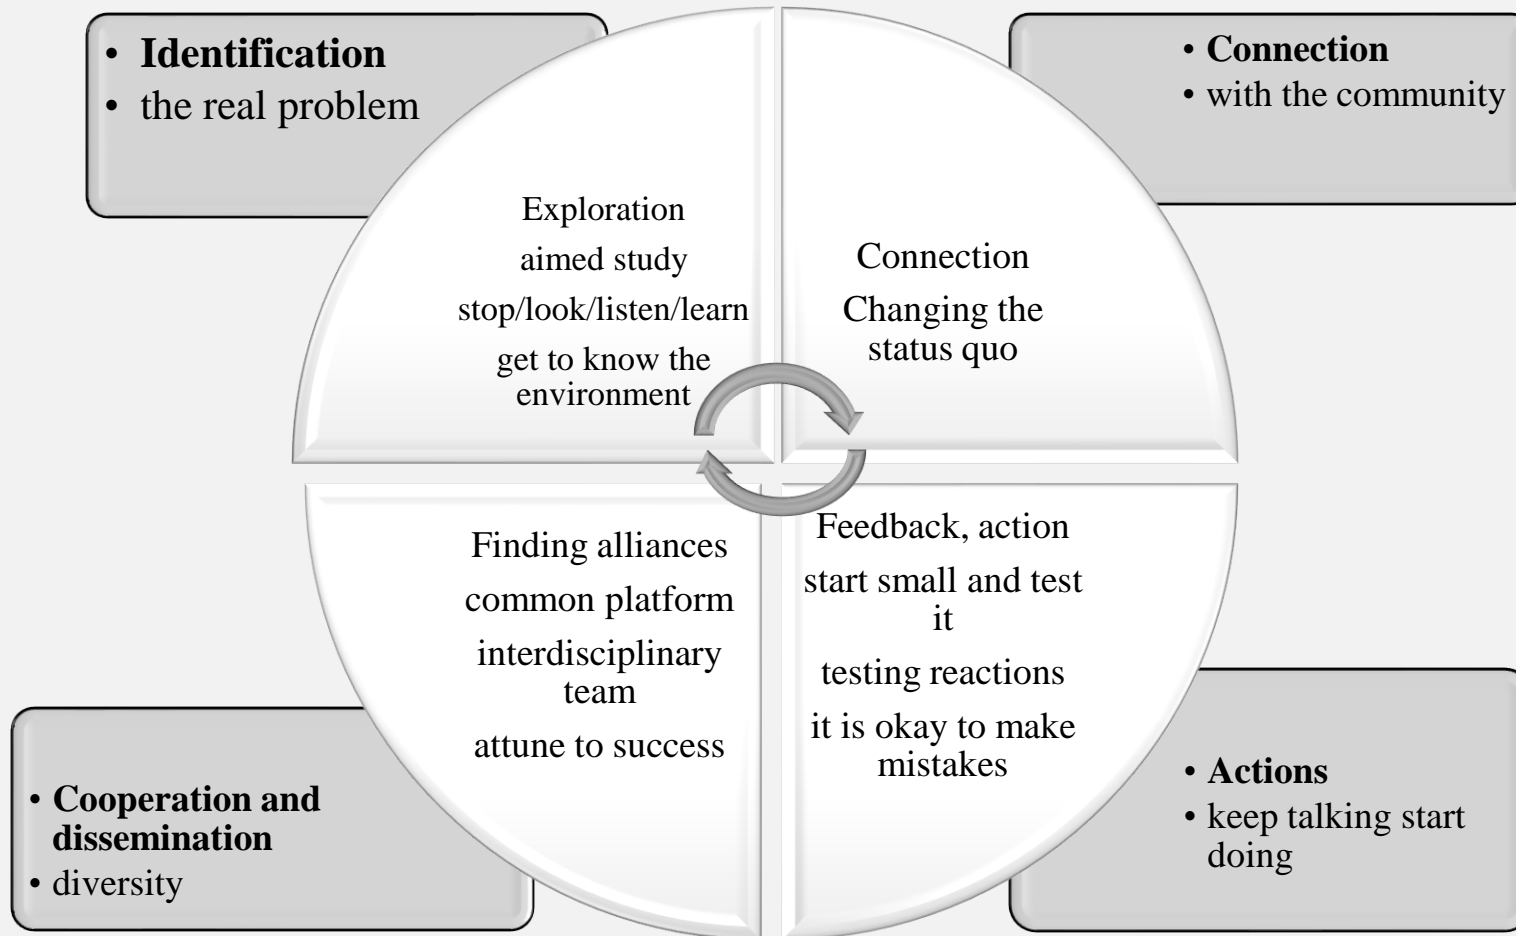 • Identification
• the real problem
• Connection
• with the community
Exploration
aimed study
stop/look/listen/learn
get to know the
environment
Connection
Changing the
status quo
Finding alliances
common platform
interdisciplinary
team
attune to success
Feedback, action
start small and test
it
testing reactions
it is okay to make
mistakes
• Cooperation and
dissemination
• diversity
• Actions
• keep talking start
doing